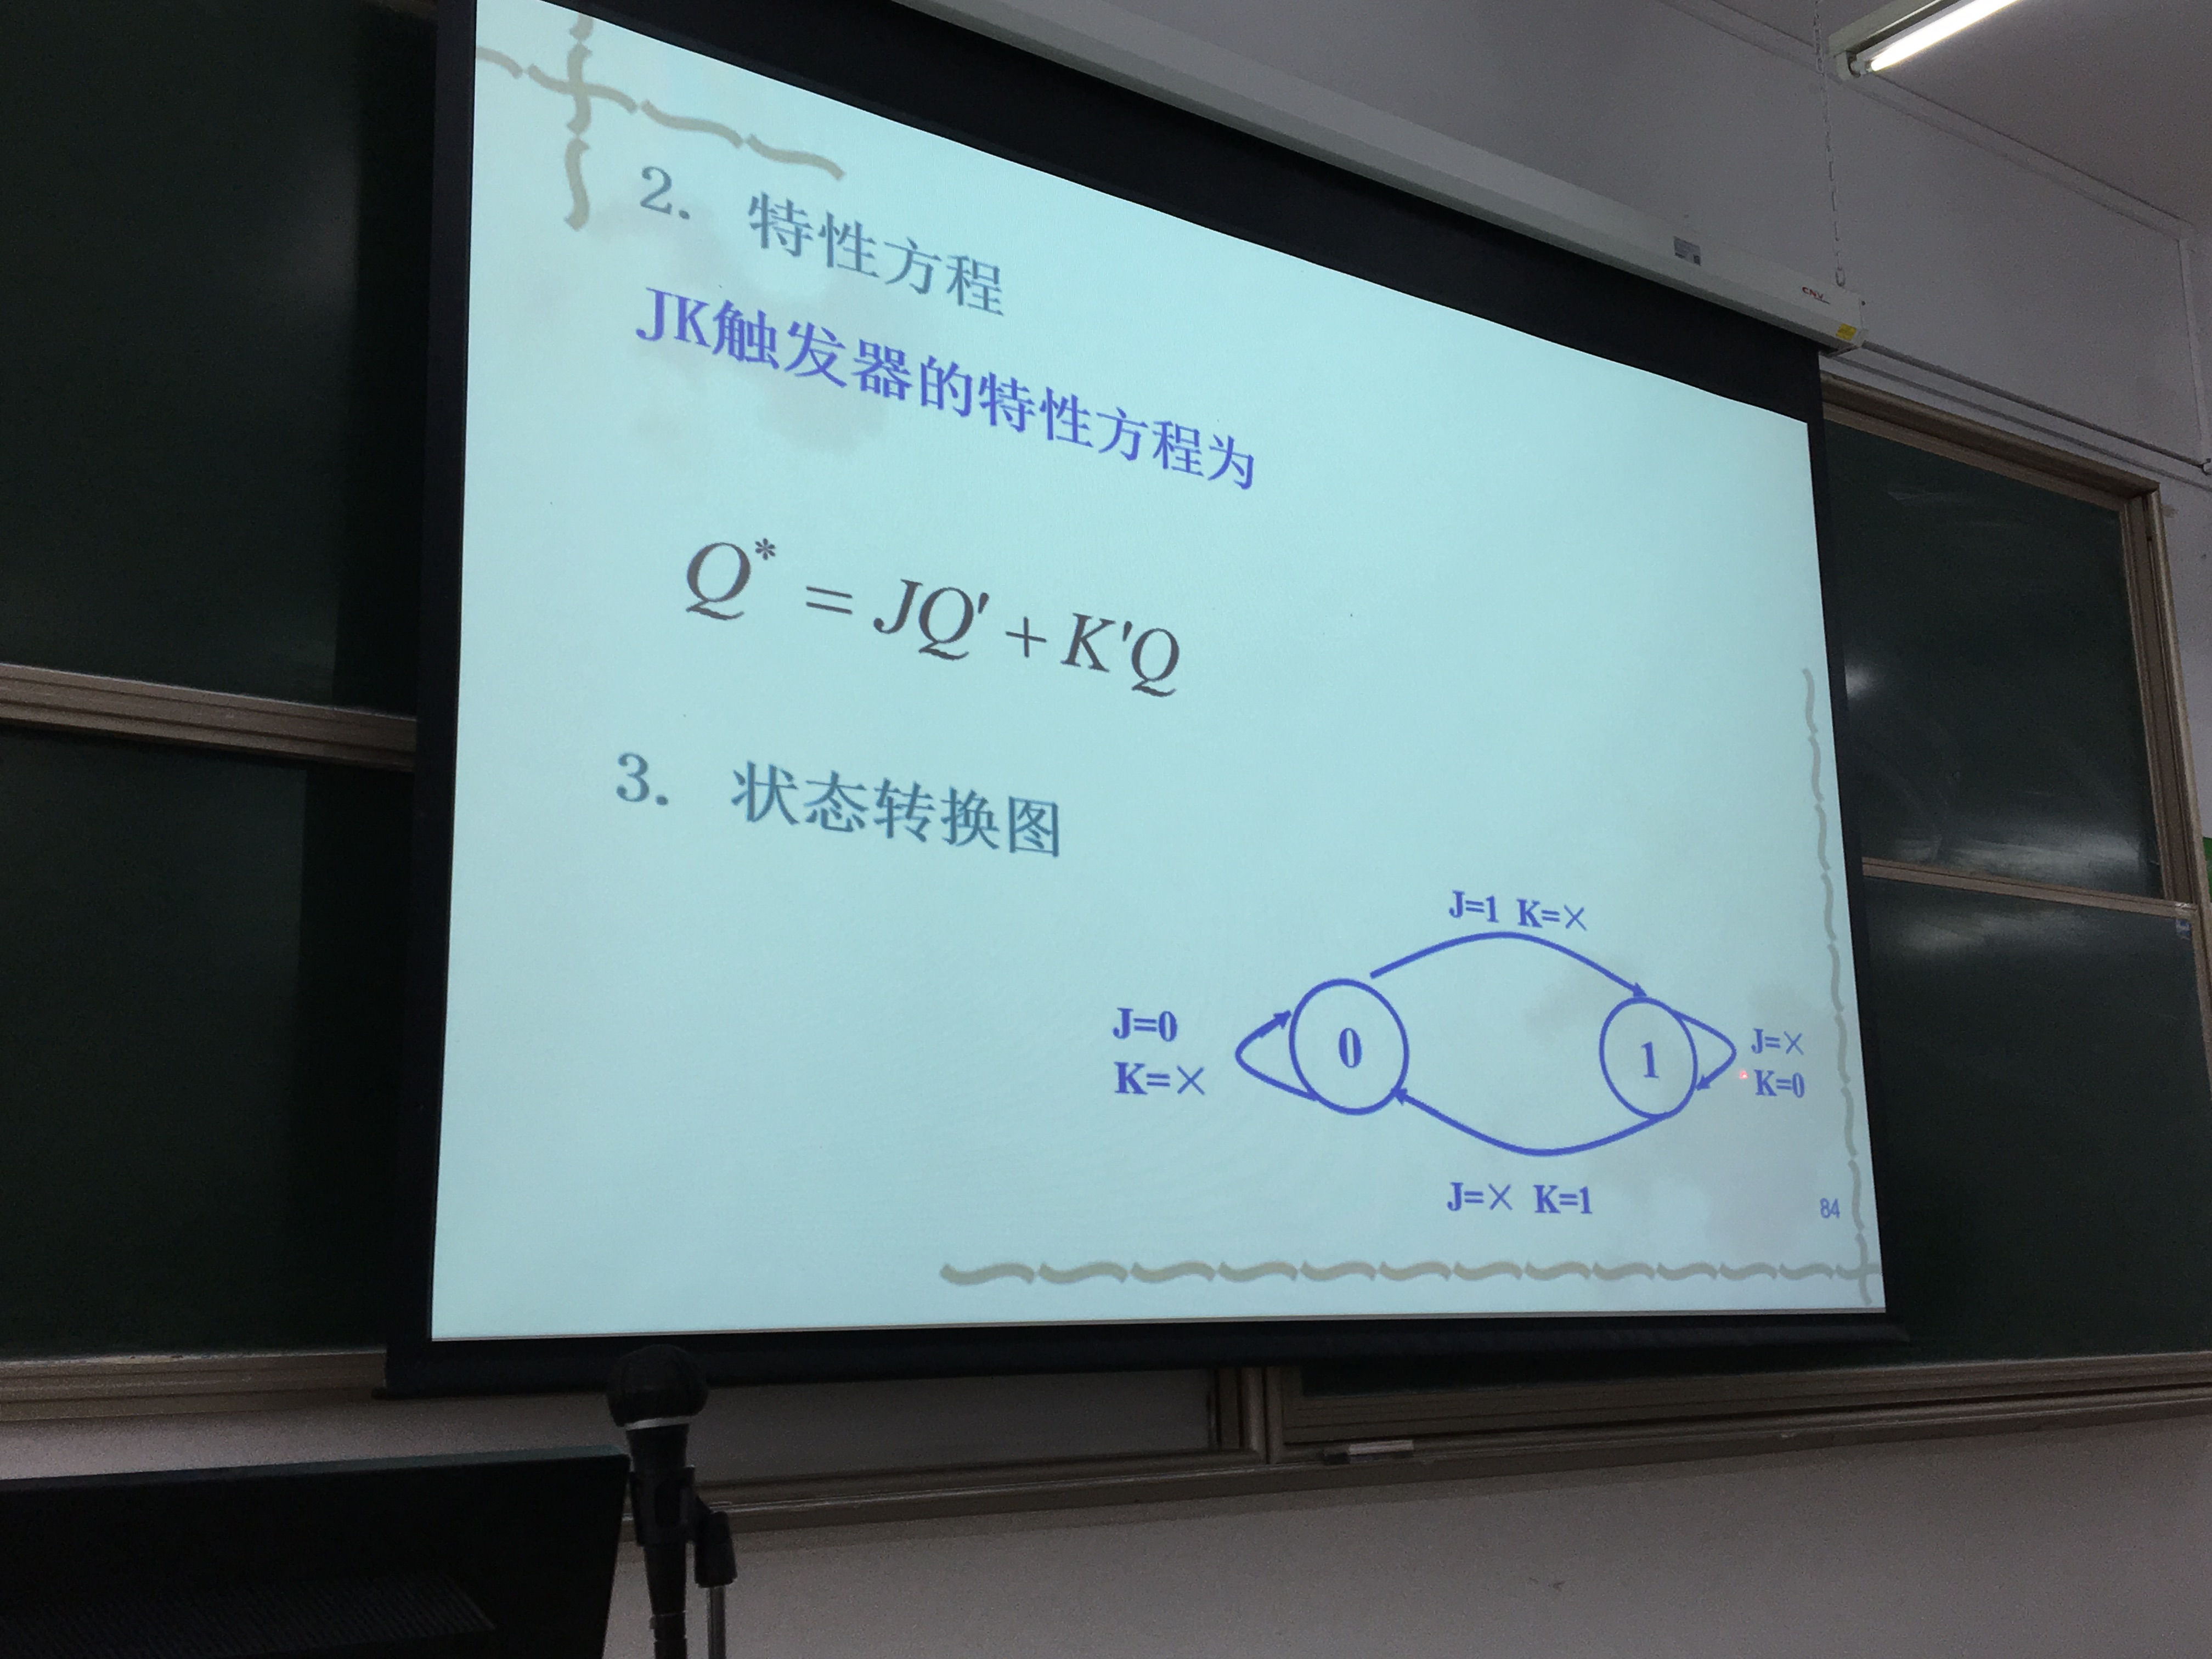 2. 特性方程
JK触发器的特性方程为
Q* = JQ' + K'Q
3. 状态转换图
J=1 K=×
J=0
K=×
0
1
J=×
K=0
J=× K=1
84